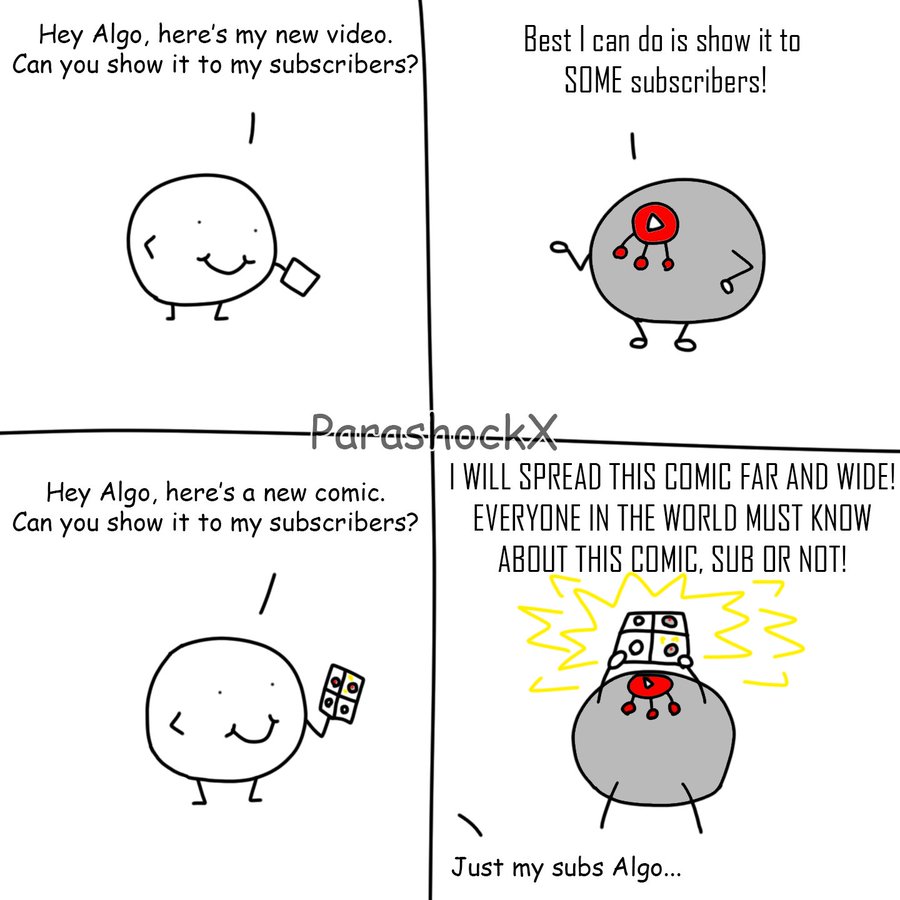 Hey Algo, here's my new video.
Can you show it to my subscribers?
Best I can do is show it to
SOME subscribers!
ParashockX
Hey Algo, here's a new comic.
Can you show it to my subscribers?
I WILL SPREAD THIS COMIC FAR AND WIDE!
EVERYONE IN THE WORLD MUST KNOW
ABOUT THIS COMIC, SUB OR NOT!
Just my subs Algo...